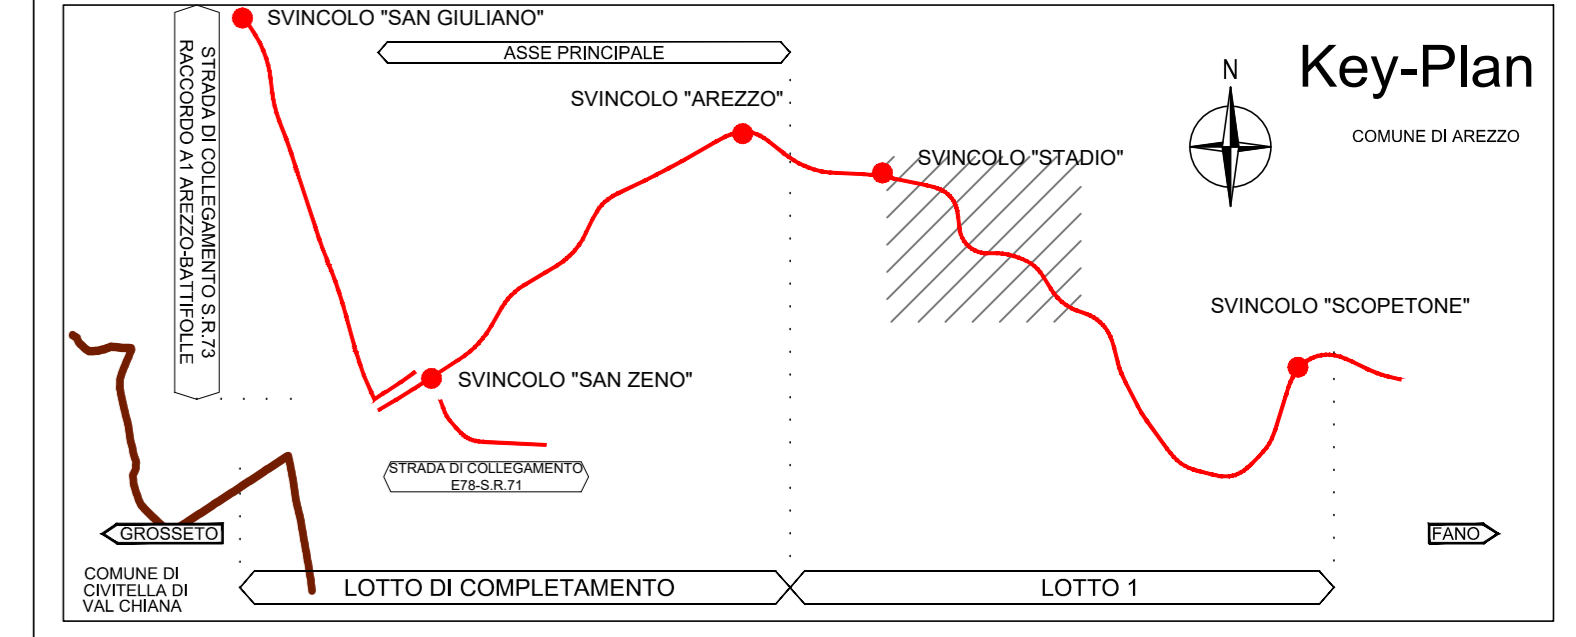 SVINCOLO "SAN GIULIANO"
ASSE PRINCIPALE
Key-Plan
N
SVINCOLO "AREZZO"
COMUNE DI AREZZO
SVINCOLO "STADIO"
STRADA DI COLLEGAMENTO S.R.73
RACCORDO A1 AREZZO-BATTIFOLLE
SVINCOLO "SCOPETONE"
SVINCOLO "SAN ZENO"
STRADA DI COLLEGAMENTO
E78-S.R.71
GROSSETO
FANO
COMUNE DI
CIVITELLA DI
VAL CHIANA
LOTTO DI COMPLETAMENTO
LOTTO 1